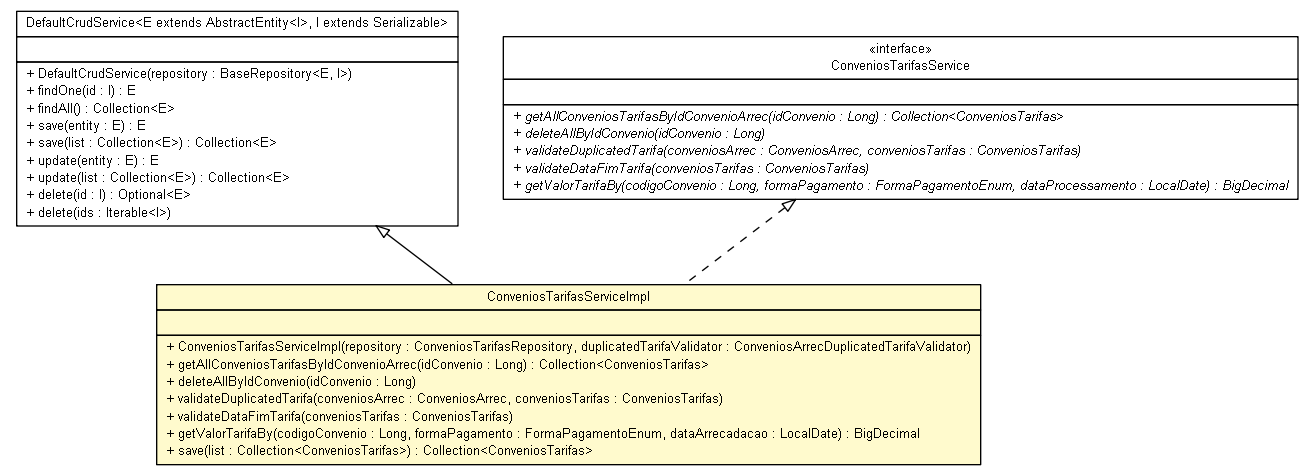 DefaultCrudService<E extends AbstractEntity<I>, I extends Serializable>
+ DefaultCrudService(repository : BaseRepository<E, I>)
+ findOne(id : I) : E
+ findAll() : Collection<E>
+ save(entity : E) : E
+ save(list : Collection<E>) : Collection<E>
+ update(entity : E) : E
+ update(list : Collection<E>) : Collection<E>
+ delete(id : I) : Optional<E>
+ delete(ids : Iterable<I>)
«interface»
ConveniosTarifasService
+ getAllConveniosTarifasByIdConvenioArrec(idConvenio : Long) : Collection<ConveniosTarifas>
+ deleteAllByIdConvenio(idConvenio : Long)
+ validateDuplicatedTarifa(conveniosArrec : ConveniosArrec, conveniosTarifas : ConveniosTarifas)
+ validateDataFimTarifa(conveniosTarifas : ConveniosTarifas)
+ getValorTarifaBy(codigoConvenio : Long, formaPagamento : FormaPagamentoEnum, dataProcessamento : LocalDate) : BigDecimal
ConveniosTarifasServiceImpl
+ ConveniosTarifasServiceImpl(repository : ConveniosTarifasRepository, duplicatedTarifaValidator : ConveniosArrecDuplicatedTarifaValidator)
+ getAllConveniosTarifasByIdConvenioArrec(idConvenio : Long) : Collection<ConveniosTarifas>
+ deleteAllByIdConvenio(idConvenio : Long)
+ validateDuplicatedTarifa(conveniosArrec : ConveniosArrec, conveniosTarifas : ConveniosTarifas)
+ validateDataFimTarifa(conveniosTarifas : ConveniosTarifas)
+ getValorTarifaBy(codigoConvenio : Long, formaPagamento : FormaPagamentoEnum, dataArrecadacao : LocalDate) : BigDecimal
+ save(list : Collection<ConveniosTarifas>) : Collection<ConveniosTarifas>